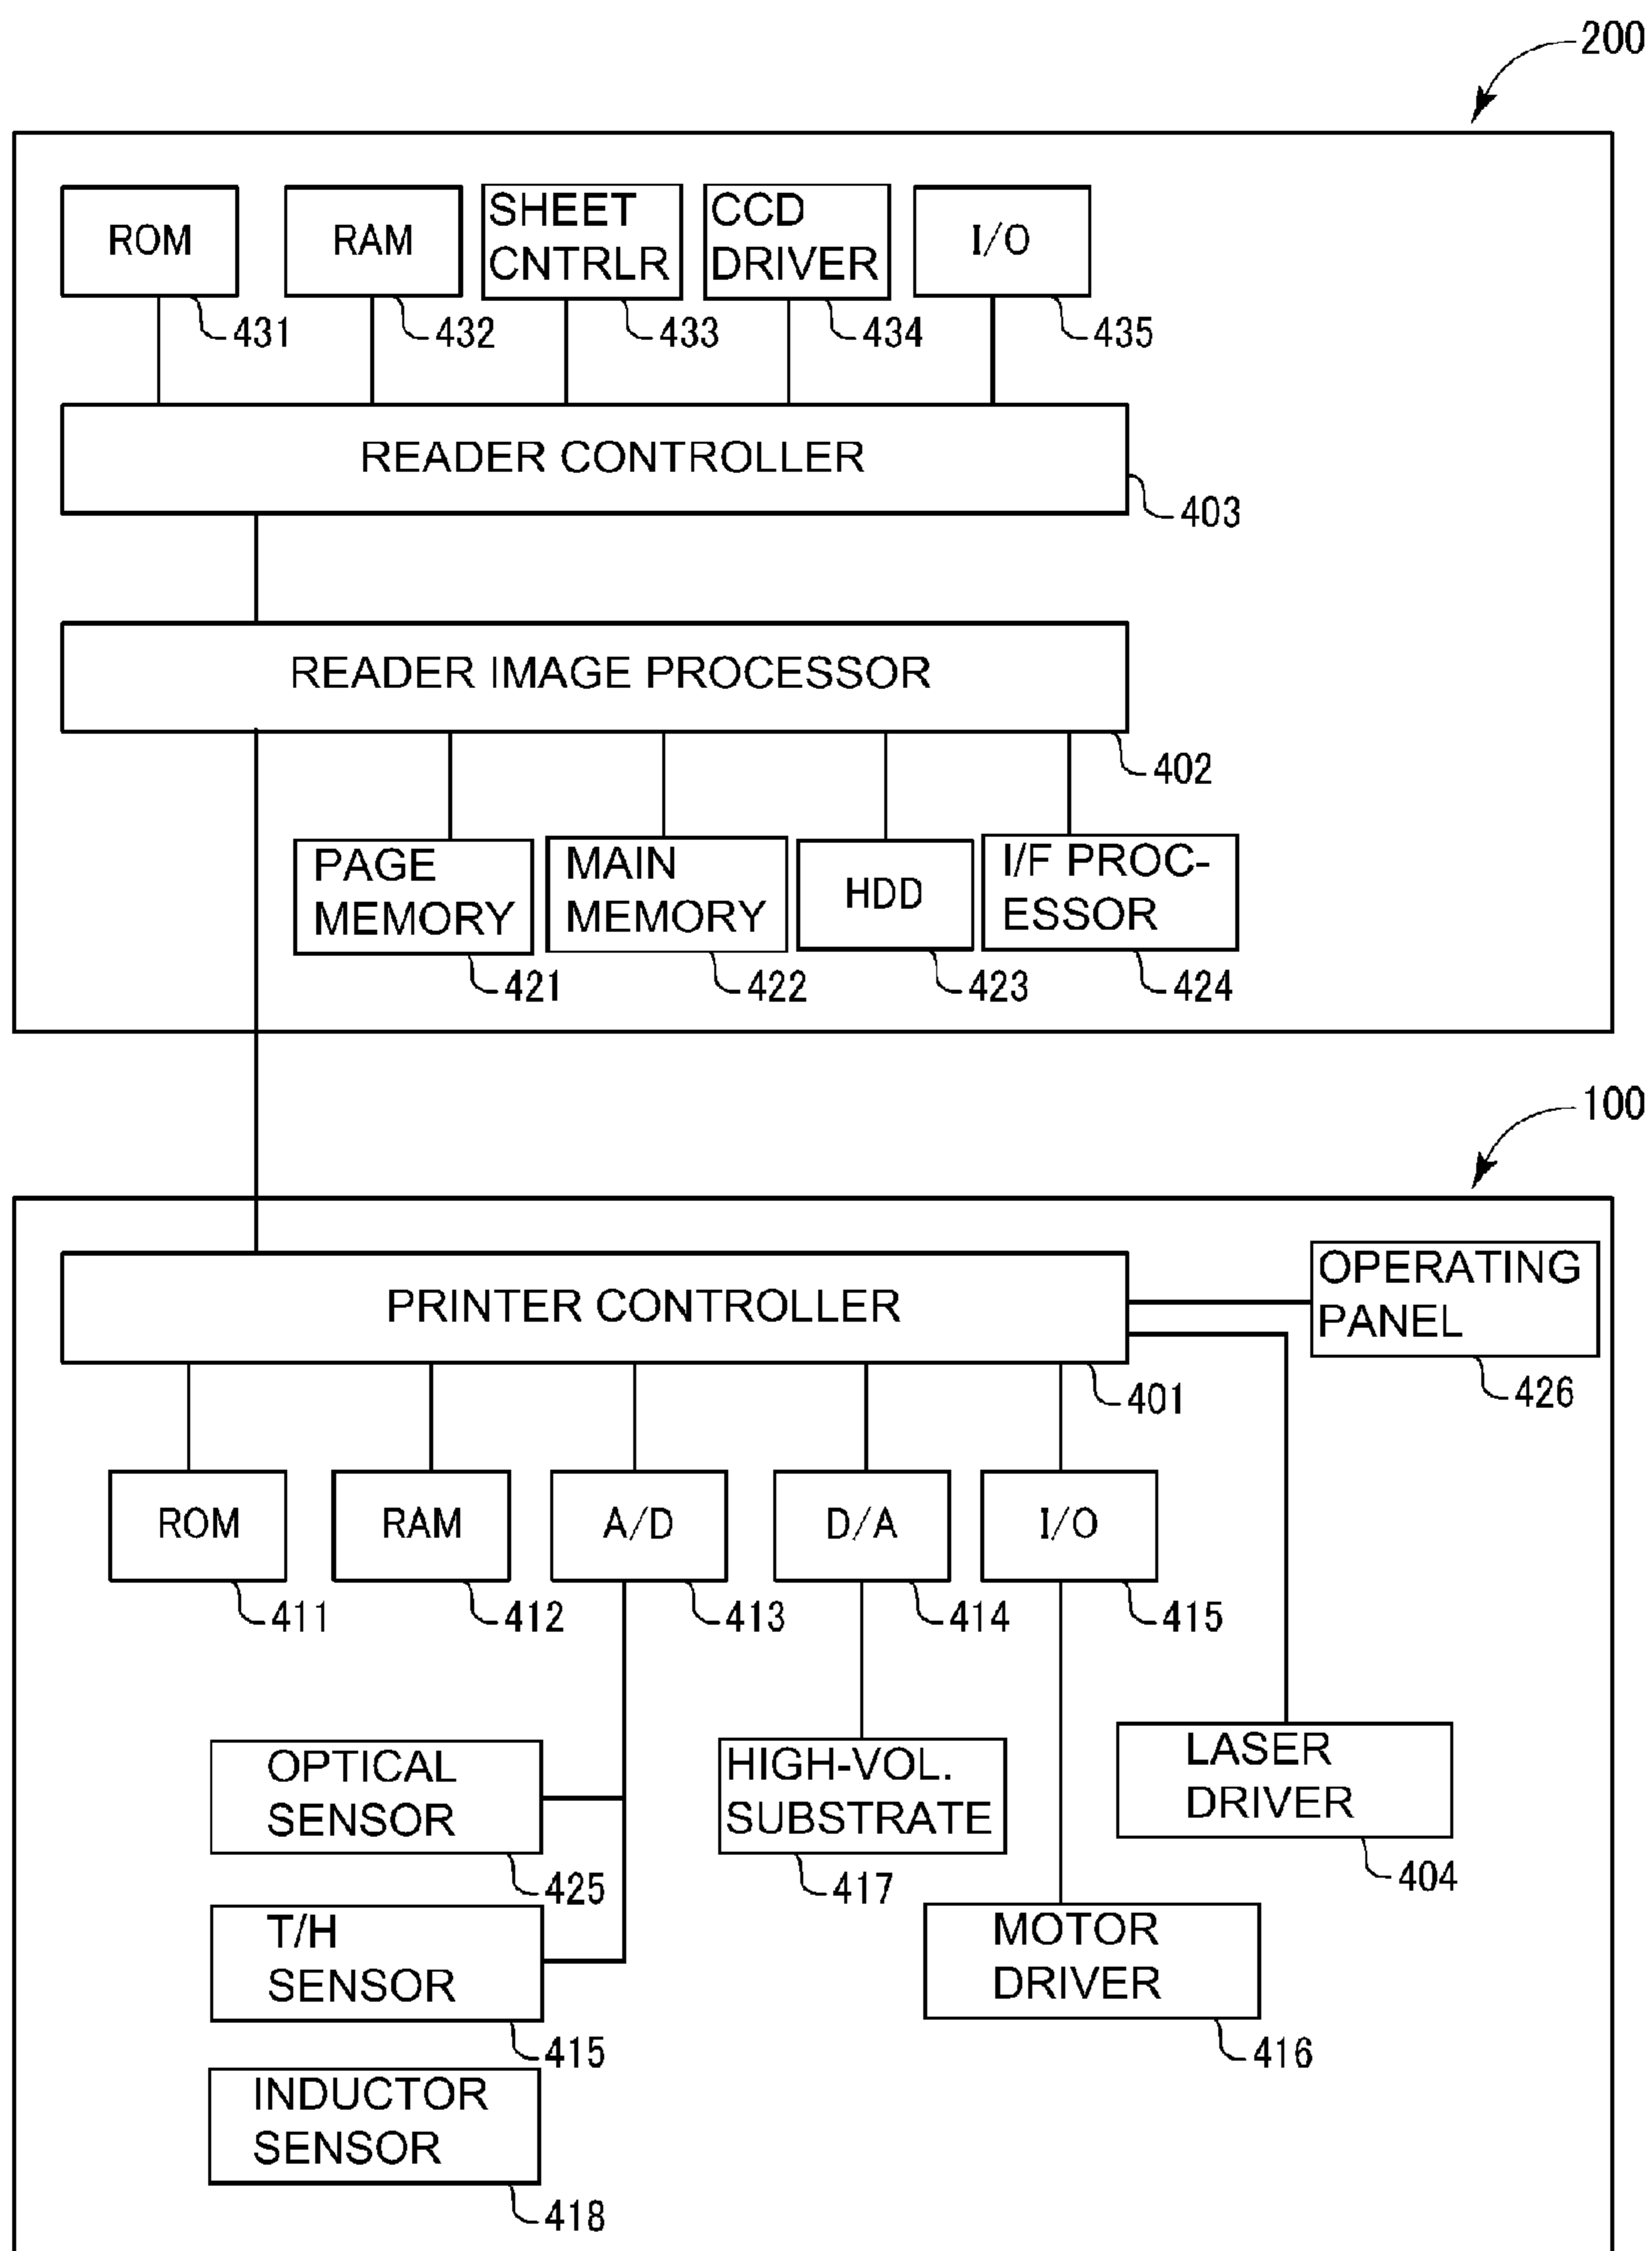 200
ROM
RAM
SHEET
CNTRLR
CCD
DRIVER
I/O
431
432
433
434
435
READER CONTROLLER
403
READER IMAGE PROCESSOR
402
PAGE
MEMORY
MAIN
MEMORY
HDD
I/F PROC-
ESSOR
421
422
423
424
100
PRINTER CONTROLLER
OPERATING
PANEL
401
426
ROM
RAM
A/D
D/A
I/O
411
412
413
414
415
OPTICAL
SENSOR
HIGH-VOL.
SUBSTRATE
LASER
DRIVER
425
417
404
T/H
SENSOR
MOTOR
DRIVER
415
416
INDUCTOR
SENSOR
418